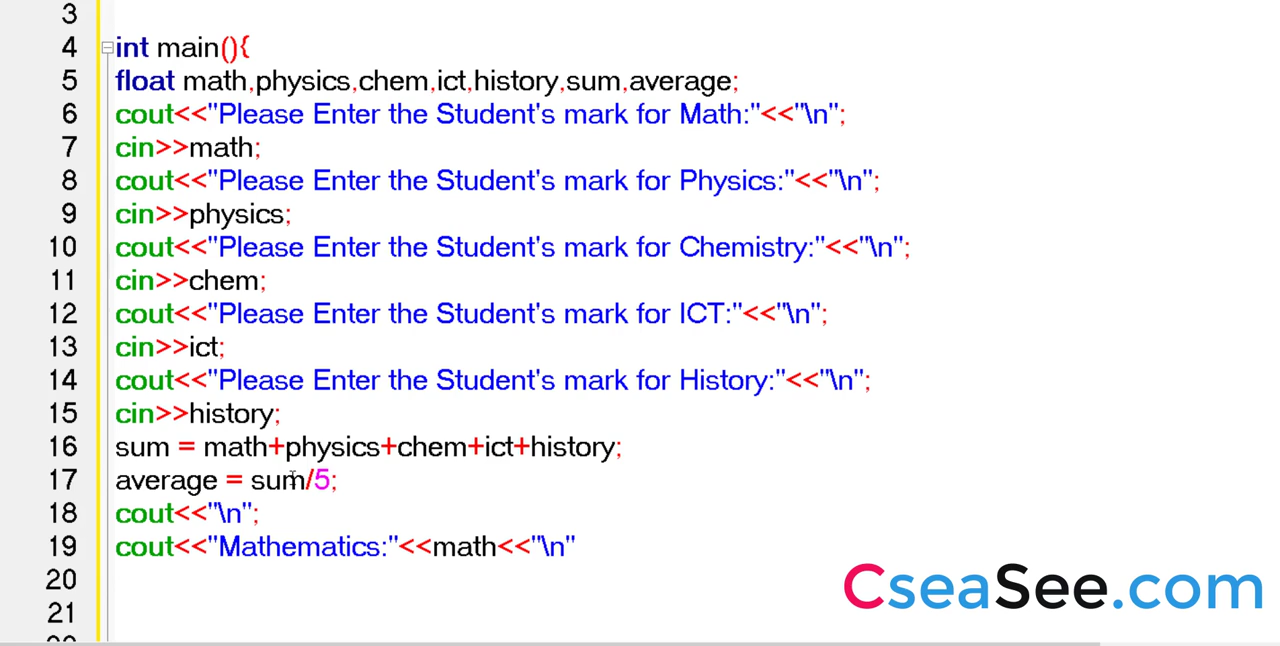 3
4 int main(){
5 float math,physics,chem,ict,history,sum,average;
6 cout<<"Please Enter the Student's mark for Math:"<<"\n";
7 cin>>math;
8 cout<<"Please Enter the Student's mark for Physics:"<<"\n";
9 cin>>physics;
10 cout<<"Please Enter the Student's mark for Chemistry:"<<"\n";
11 cin>>chem;
12 cout<<"Please Enter the Student's mark for ICT:"<<"\n";
13 cin>>ict;
14 cout<<"Please Enter the Student's mark for History:"<<"\n";
15 cin>>history;
16 sum = math+physics+chem+ict+history;
17 average = sum/5;
18 cout<<"\n";
19 cout<<"Mathematics:"<<math<<"\n"
20
CseaSee.com
21